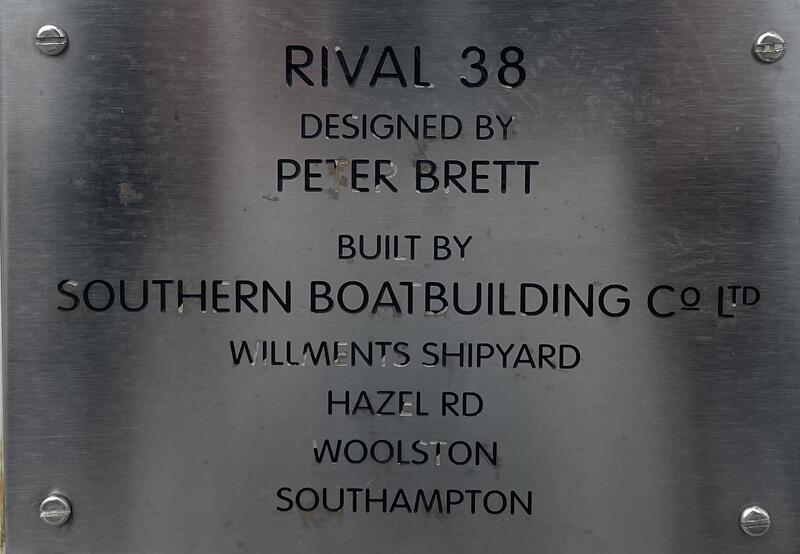 RIVAL 38
DESIGNED BY
PETER BRETT
BUILT BY
SOUTHERN BOATBUILDING Cº LTD
WILLMENTS SHIPYARD
HAZEL RD
WOOLSTON
SOUTHAMPTON